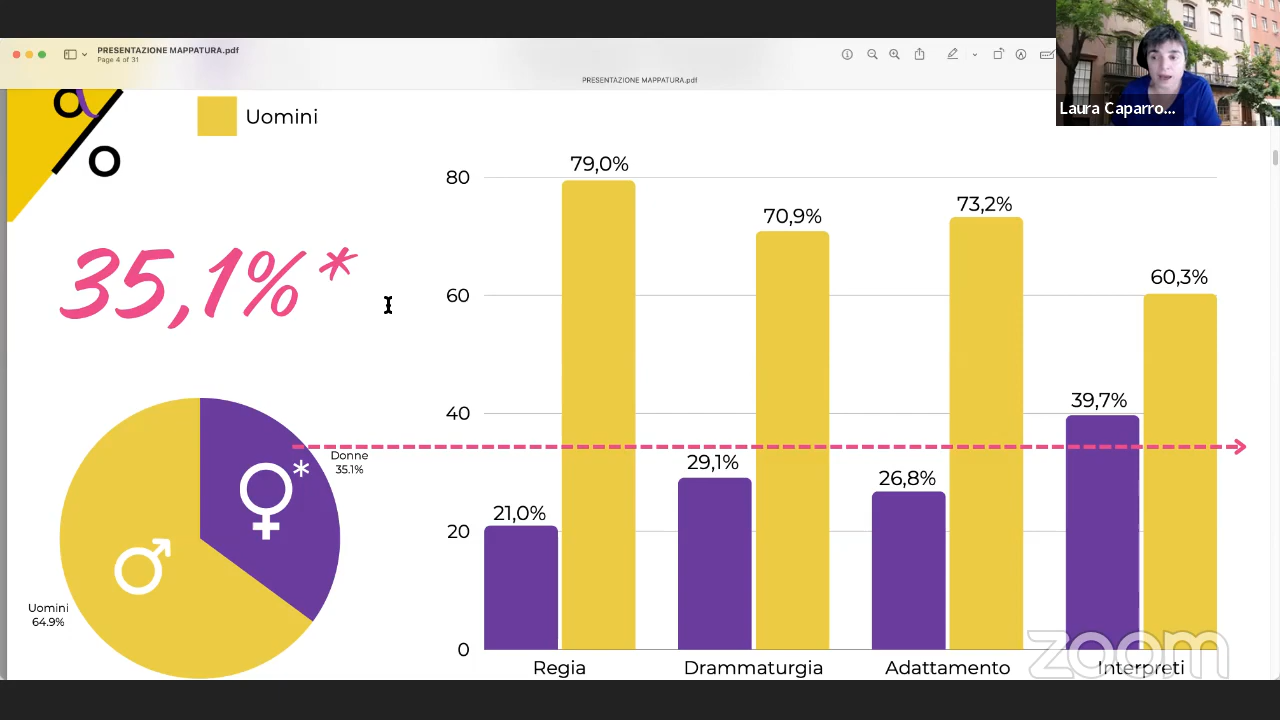 PRESENTAZIONE MAPPATURA.pdf
Page 4 of 31
PRESENTAZIONE MAPPATURA.pdf
Laura Caparro...
%
Uomini
35,1%*
Donne
35.1%
Uomini
64.9%
80
60
40
20
0
79,0%
70,9%
73,2%
60,3%
39,7%
29,1%
26,8%
21,0%
Regia
Drammaturgia
Adattamento
Interpreti
zoom